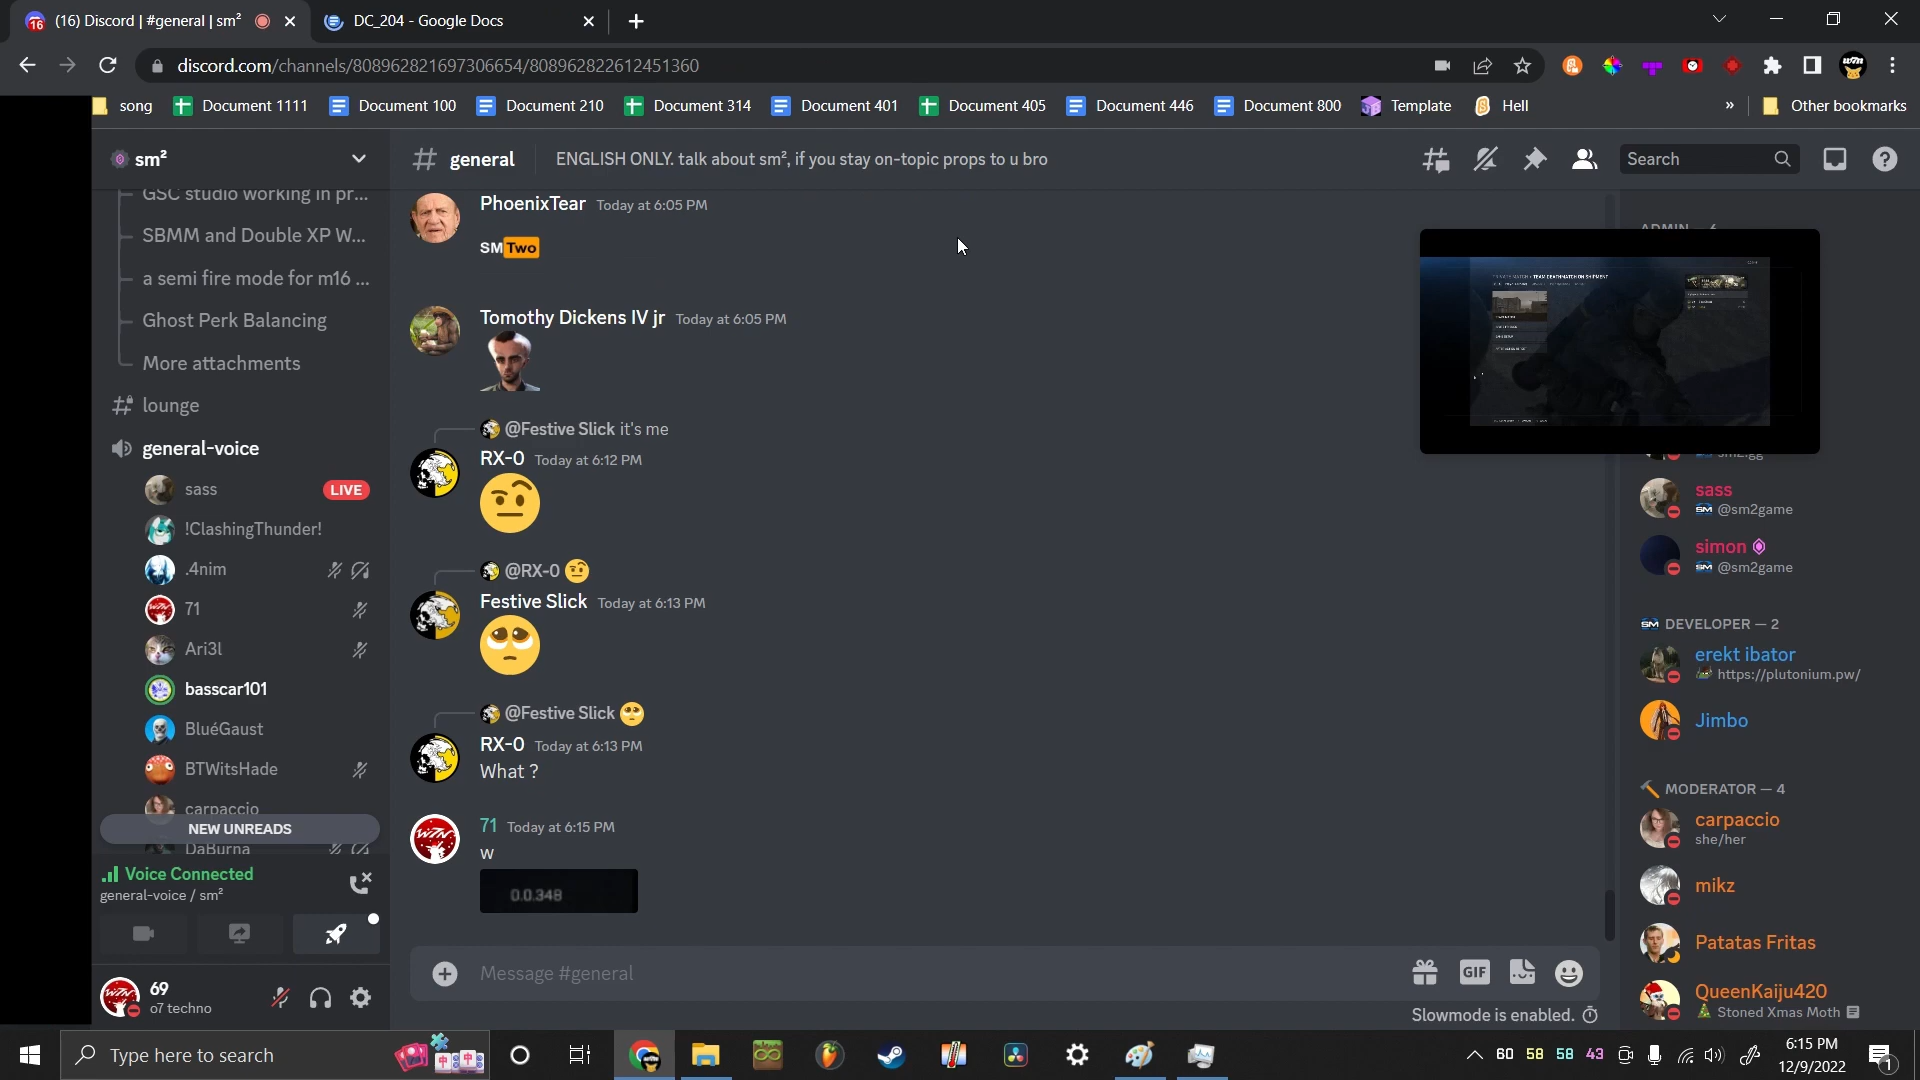 (16) Discord | #general | sm²
DC_204 - Google Docs
discord.com/channels/808962821697306654/808962822612451360
song
Document 1111
Document 100
Document 210
Document 314
Document 401
Document 405
Document 446
Document 800
Template
Hell
»
Other bookmarks
sm²
general
ENGLISH ONLY. talk about sm², if you stay on-topic props to u bro
Search
GSC studio working in pr...
SBMM and Double XP W...
a semi fire mode for m16 ...
Ghost Perk Balancing
More attachments
lounge
general-voice
sass
LIVE
!ClashingThunder!
.4nim
71
Ari3l
basscar101
BluéGaust
BTWitsHade
carpaccio
NEW UNREADS
DaBurna
Voice Connected
general-voice / sm²
69
o7 techno
PhoenixTear Today at 6:05 PM
SMTwo
Tomothy Dickens IV jr Today at 6:05 PM
@Festive Slick it's me
RX-0 Today at 6:12 PM
@RX-0
Festive Slick Today at 6:13 PM
@Festive Slick
RX-0 Today at 6:13 PM
What ?
71 Today at 6:15 PM
w
0.0.348
Message #general
GIF
Slowmode is enabled.
TEAM DEATHMATCH ON SHIPMENT
sass
SM @sm2game
simon
SM @sm2game
SM DEVELOPER — 2
erekt ibator
https://plutonium.pw/
Jimbo
MODERATOR — 4
carpaccio
she/her
mikz
Patatas Fritas
QueenKaiju420
Stoned Xmas Moth
Type here to search
60 58 58 43
6:15 PM
12/9/2022
1